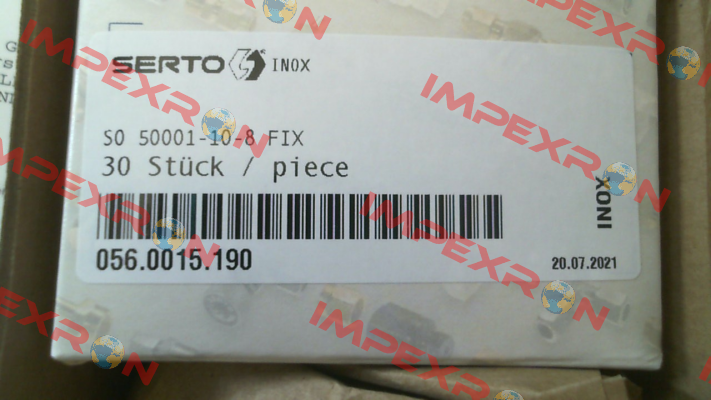 SERTO INOX
SO 50001-10-8 FIX
30 Stück / piece
056.0015.190
20.07.2021
INOX
IMPEXRON
IMPEXRON
IMPEXRON
IMPEXRON
IMPEXRON
IMPEXRON